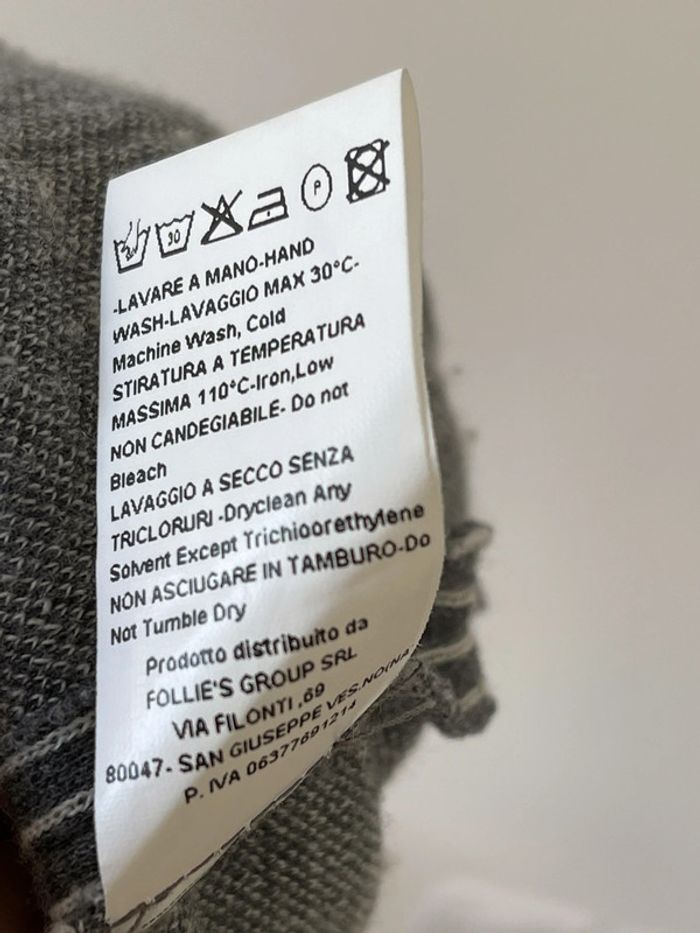 30
P
-LAVARE A MANO-HAND
WASH-LAVAGGIO MAX 30°C-
Machine Wash, Cold
STIRATURA A TEMPERATURA
MASSIMA 110°C-Iron,Low
NON CANDEGIABILE- Do not
Bleach
LAVAGGIO A SECCO SENZA
TRICLORURI -Dryclean Any
Solvent Except Trichioorethylene
NON ASCIUGARE IN TAMBURO-Do
Not Tumble Dry
Prodotto distribuito da
FOLLIE'S GROUP SRL
VIA FILONTI ,69
80047- SAN GIUSEPPE VES.NO(NA
P. IVA 06377691214